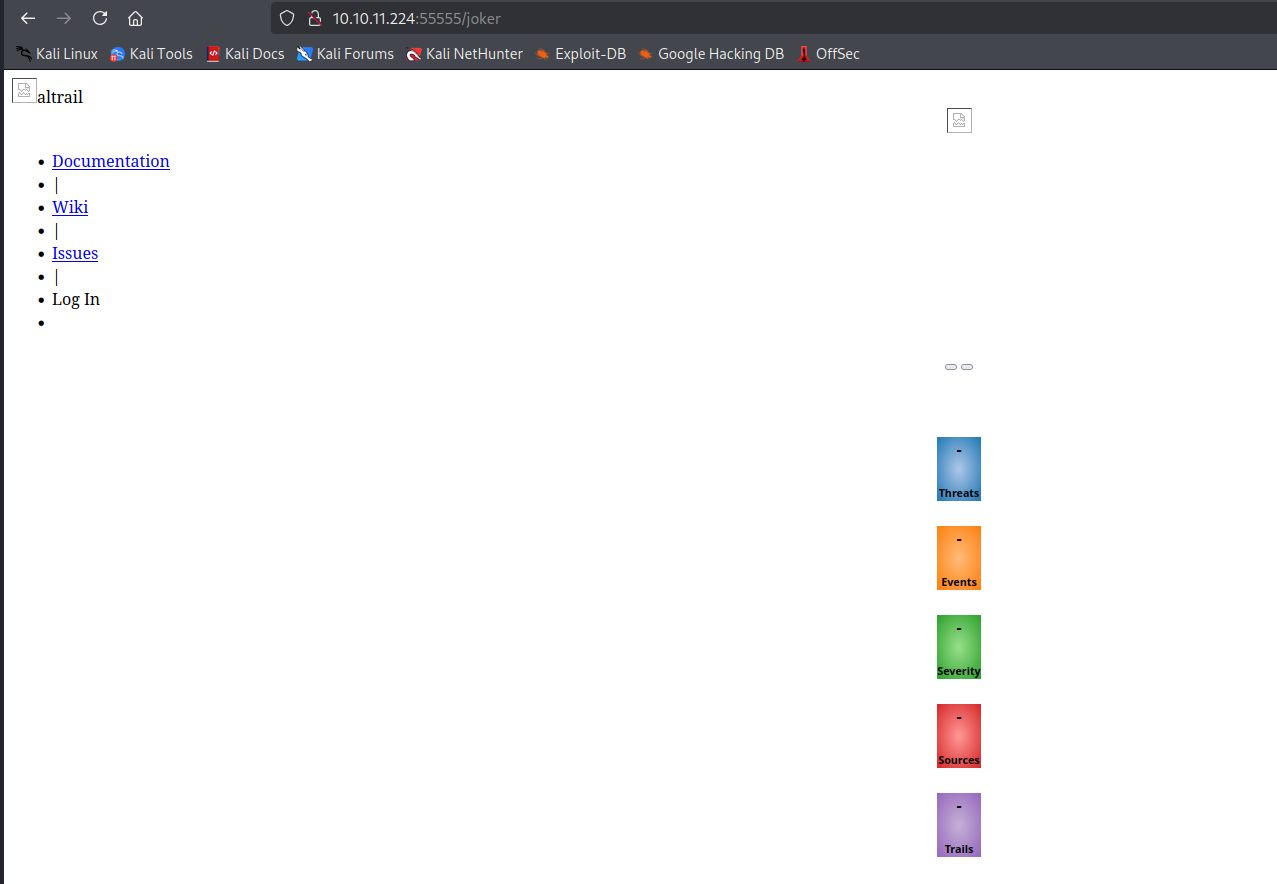 10.10.11.224:55555/joker
Kali Linux Kali Tools Kali Docs Kali Forums Kali NetHunter Exploit-DB Google Hacking DB OffSec
altrail
Documentation
|
Wiki
|
Issues
|
Log In
-
Threats
-
Events
-
Severity
-
Sources
-
Trails